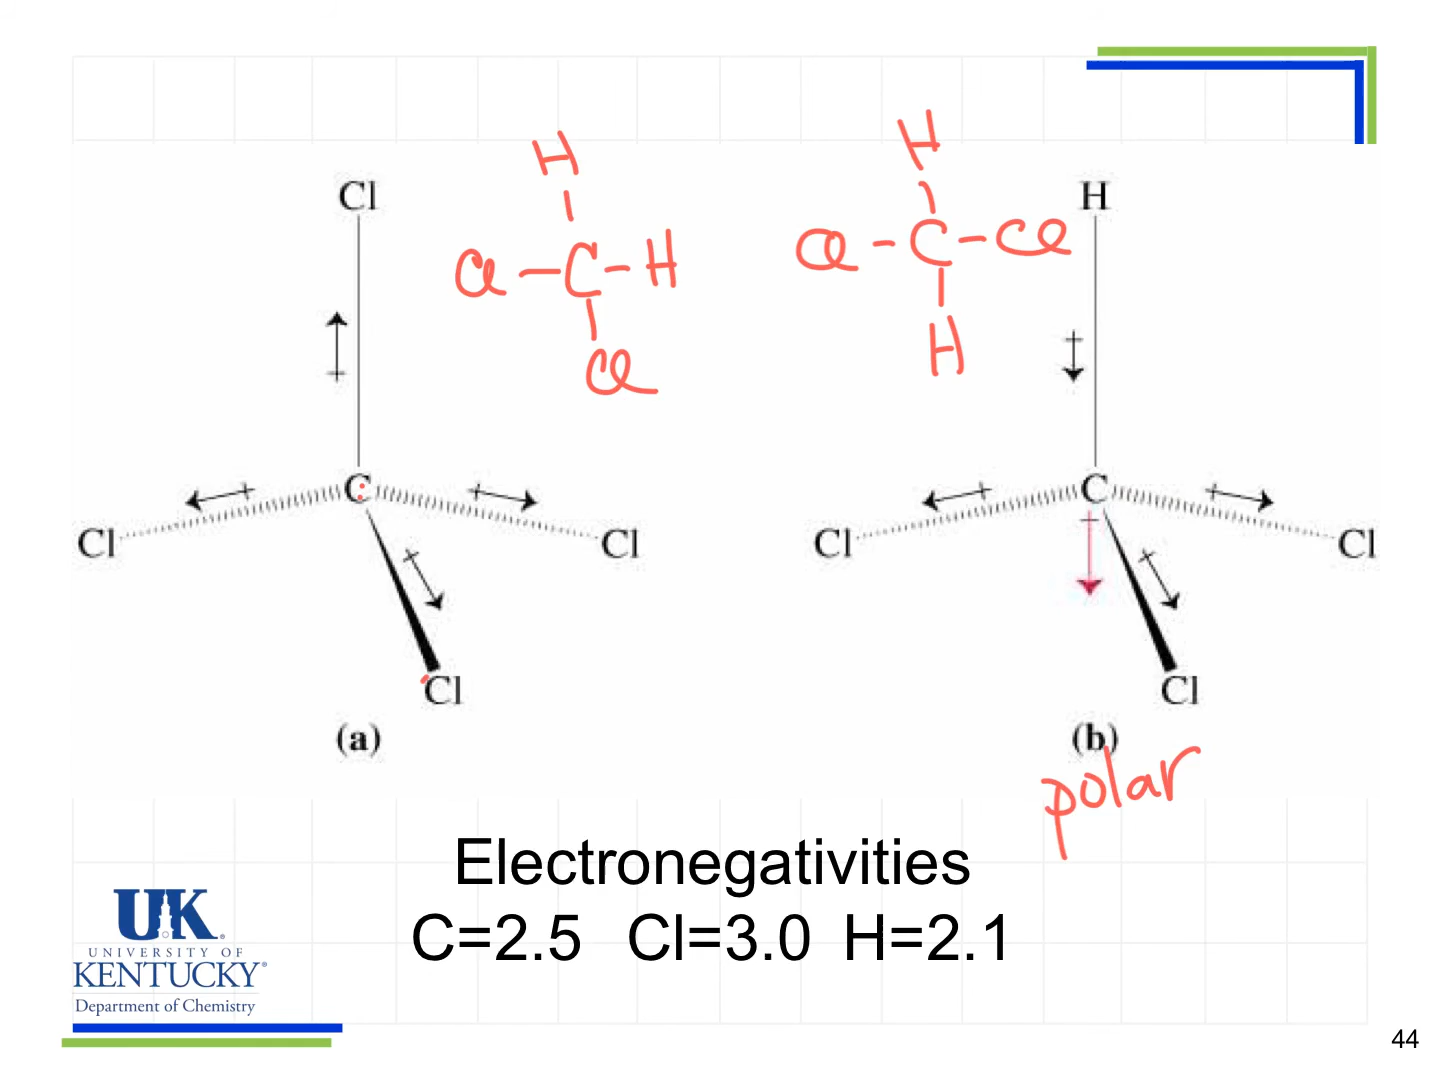 H
H
Cl
H
Cl - C - H
Cl - C - Cl
Cl
H
C
C
Cl
Cl
Cl
Cl
Cl
Cl
(a)
(b)
polar
Electronegativities
C=2.5 Cl=3.0 H=2.1
UK
UNIVERSITY OF
KENTUCKY®
Department of Chemistry
44